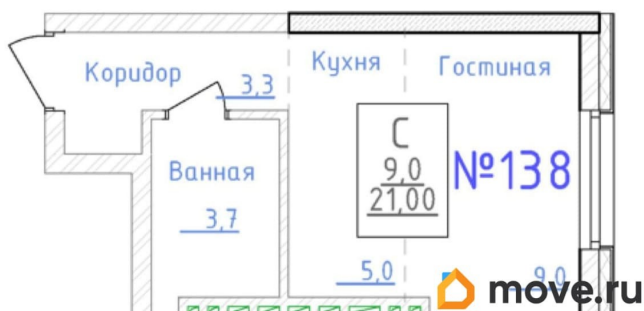 Кухня
Гостиная
Коридор
3,3
С
9,0
21,00
№138
Ванная
3,7
5,0
9,0
move.ru